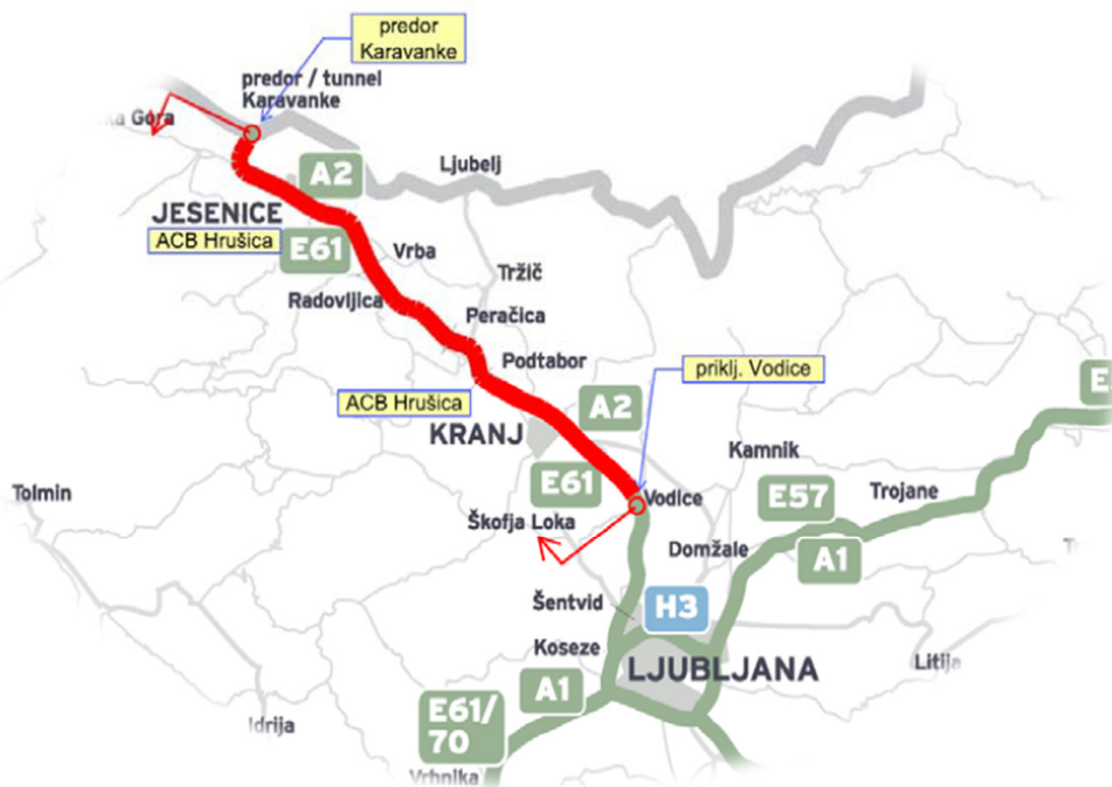 predor
Karavanke
predor / tunnel
Karavanke
ka Gora
A2
Ljubelj
JESENICE
ACB Hrušica
E61
Vrba
Tržič
Radovljica
Peračica
Podtabor
priklj. Vodice
ACB Hrušica
A2
E
KRANJ
Kamnik
E61
Vodice
E57
Trojane
Tolmin
Škofja Loka
Domžale
A1
Šentvid
H3
Koseze
LJUBLJANA
Litija
A1
E61/
70
Idrija
Vrhnika